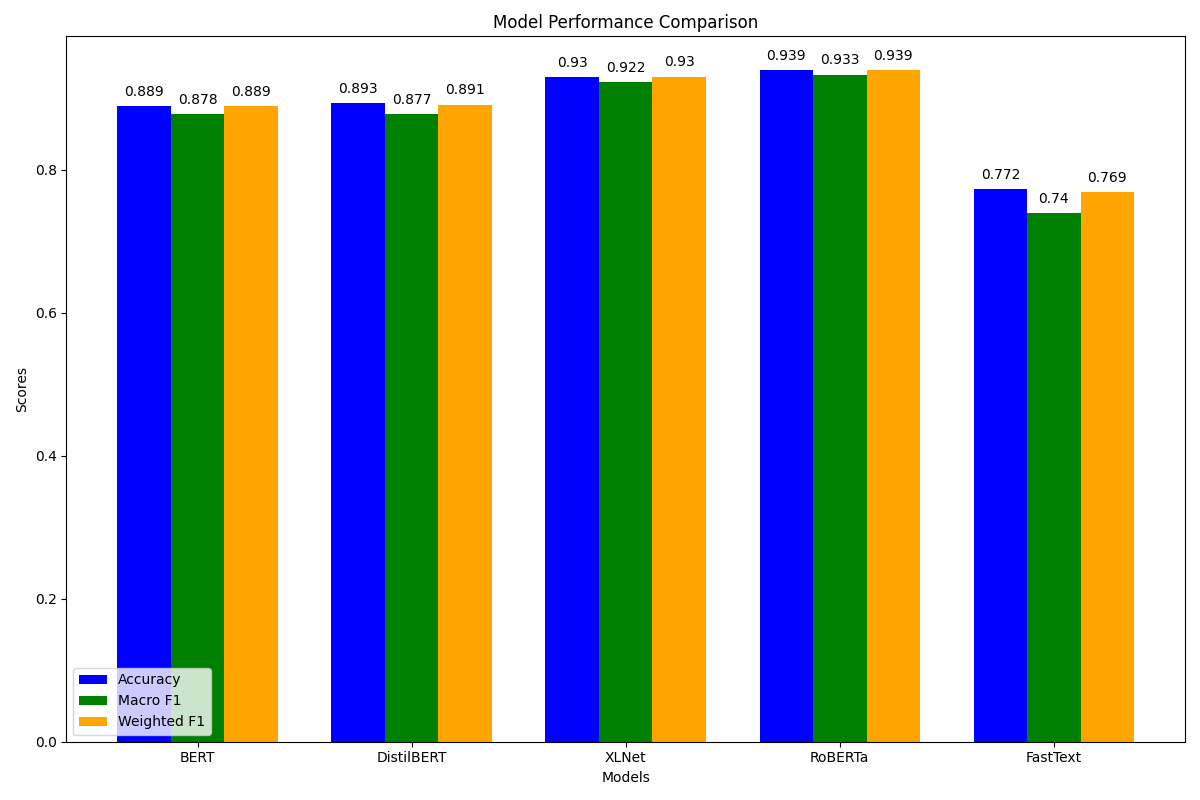 Model Performance Comparison
0.889
0.878
0.889
0.893
0.877
0.891
0.93
0.922
0.93
0.939
0.933
0.939
0.772
0.74
0.769
0.8
0.6
0.4
0.2
0.0
Scores
Accuracy
Macro F1
Weighted F1
BERT
DistilBERT
XLNet
RoBERTa
FastText
Models